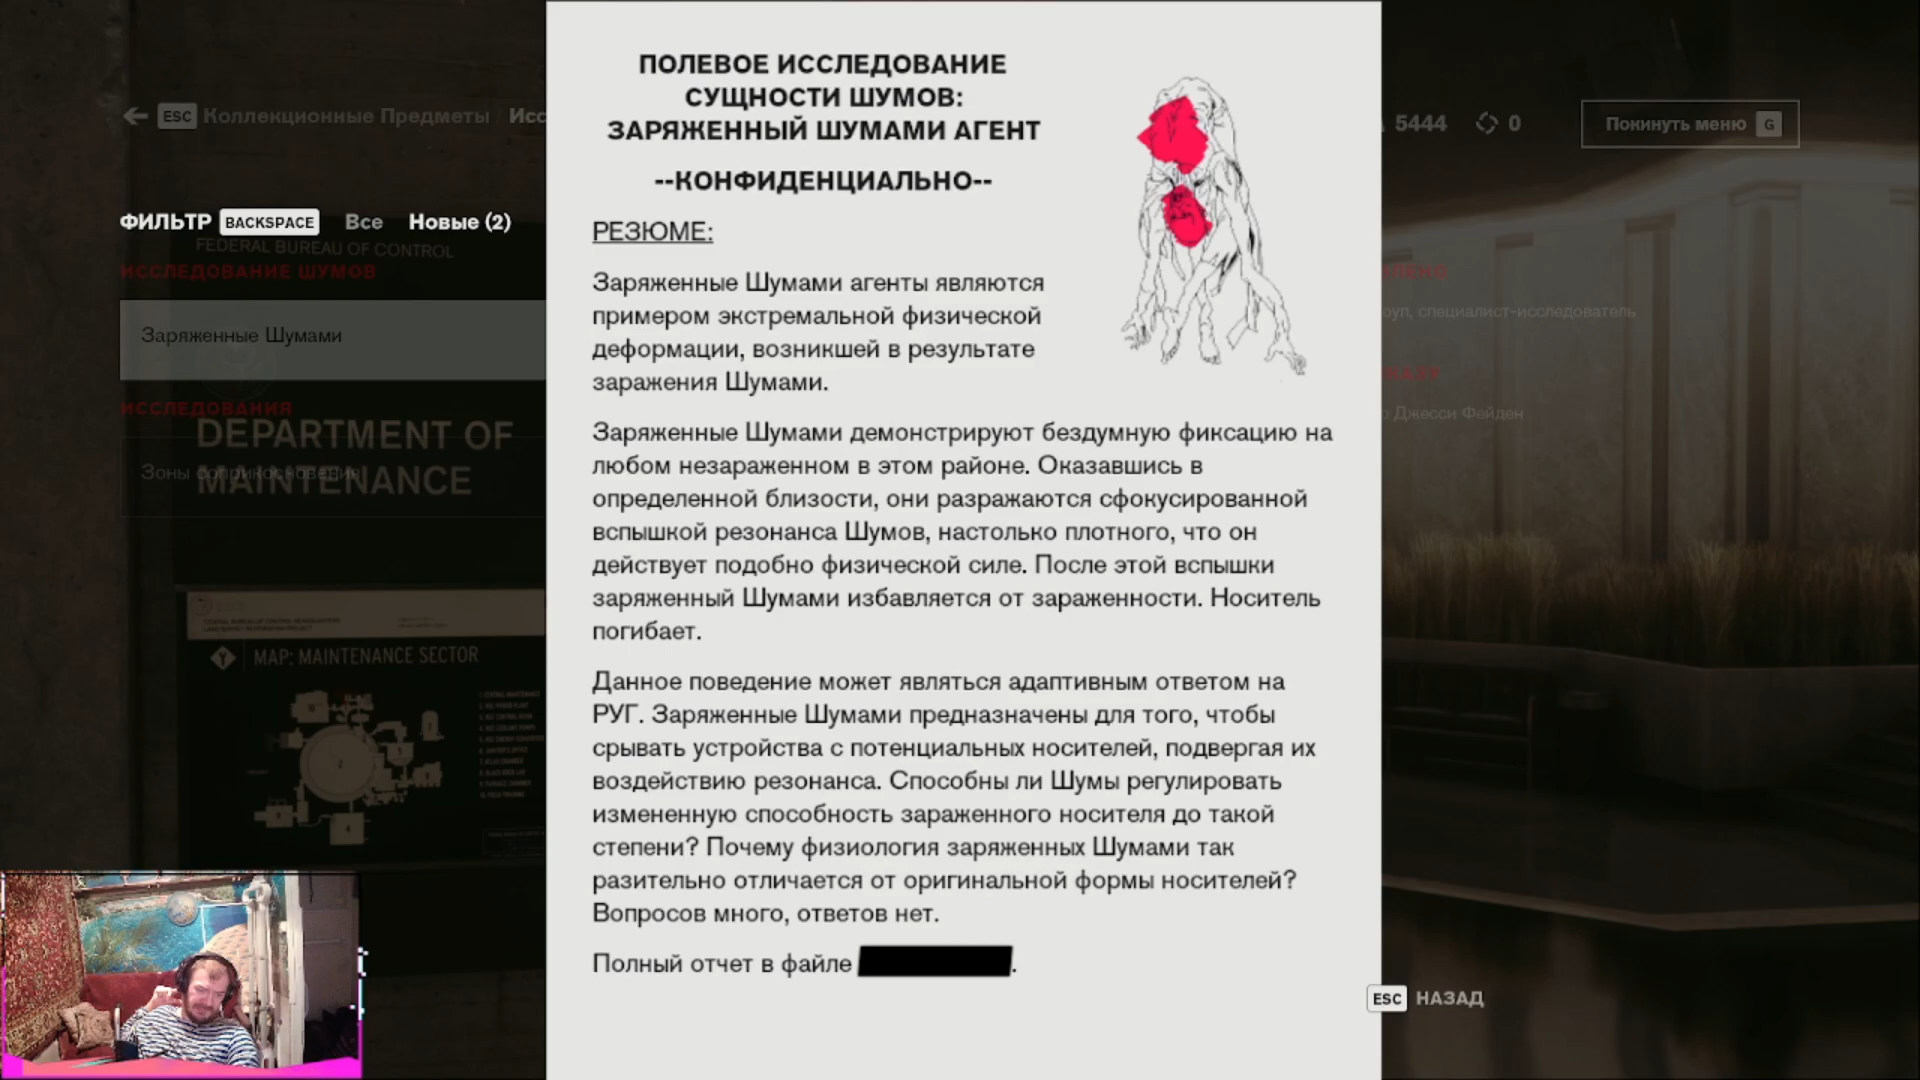 ПОЛЕВОЕ ИССЛЕДОВАНИЕ
СУЩНОСТИ ШУМОВ:
ЗАРЯЖЕННЫЙ ШУМАМИ АГЕНТ
--КОНФИДЕНЦИАЛЬНО--
РЕЗЮМЕ:
Заряженные Шумами агенты являются
примером экстремальной физической
деформации, возникшей в результате
заражения Шумами.
Заряженные Шумами демонстрируют бездумную фиксацию на
любом незараженном в этом районе. Оказавшись в
определенной близости, они разражаются сфокусированной
вспышкой резонанса Шумов, настолько плотного, что он
действует подобно физической силе. После этой вспышки
заряженный Шумами избавляется от зараженности. Носитель
погибает.
Данное поведение может являться адаптивным ответом на
РУГ. Заряженные Шумами предназначены для того, чтобы
срывать устройства с потенциальных носителей, подвергая их
воздействию резонанса. Способны ли Шумы регулировать
измененную способность зараженного носителя до такой
степени? Почему физиология заряженных Шумами так
разительно отличается от оригинальной формы носителей?
Вопросов много, ответов нет.
Полный отчет в файле .
ESC Коллекционные Предметы / Исс
5444 0
Покинуть меню G
ФИЛЬТР BACKSPACE Все Новые (2)
FEDERAL BUREAU OF CONTROL
ИССЛЕДОВАНИЕ ШУМОВ
Заряженные Шумами
ИССЛЕДОВАНИЯ
DEPARTMENT OF
MAINTENANCE
Зоны соприкосновения
MAP: MAINTENANCE SECTOR
специалист-исследователь
Джесси Фейден
ESC НАЗАД